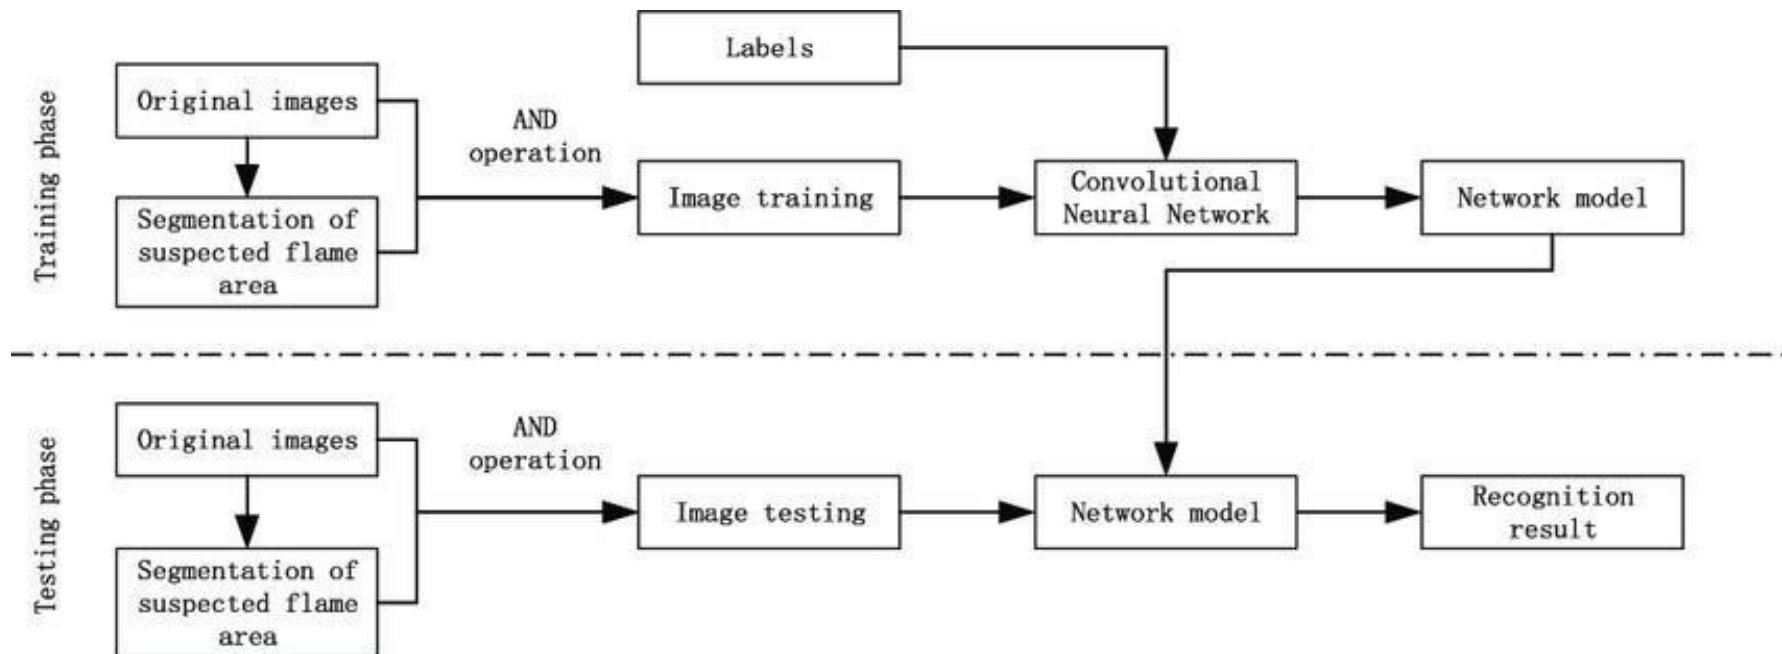 Training phase
Labels
Original images
AND
operation
Segmentation of
suspected flame
area
Image training
Convolutional
Neural Network
Network model
Testing phase
Original images
AND
operation
Segmentation of
suspected flame
area
Image testing
Network model
Recognition
result